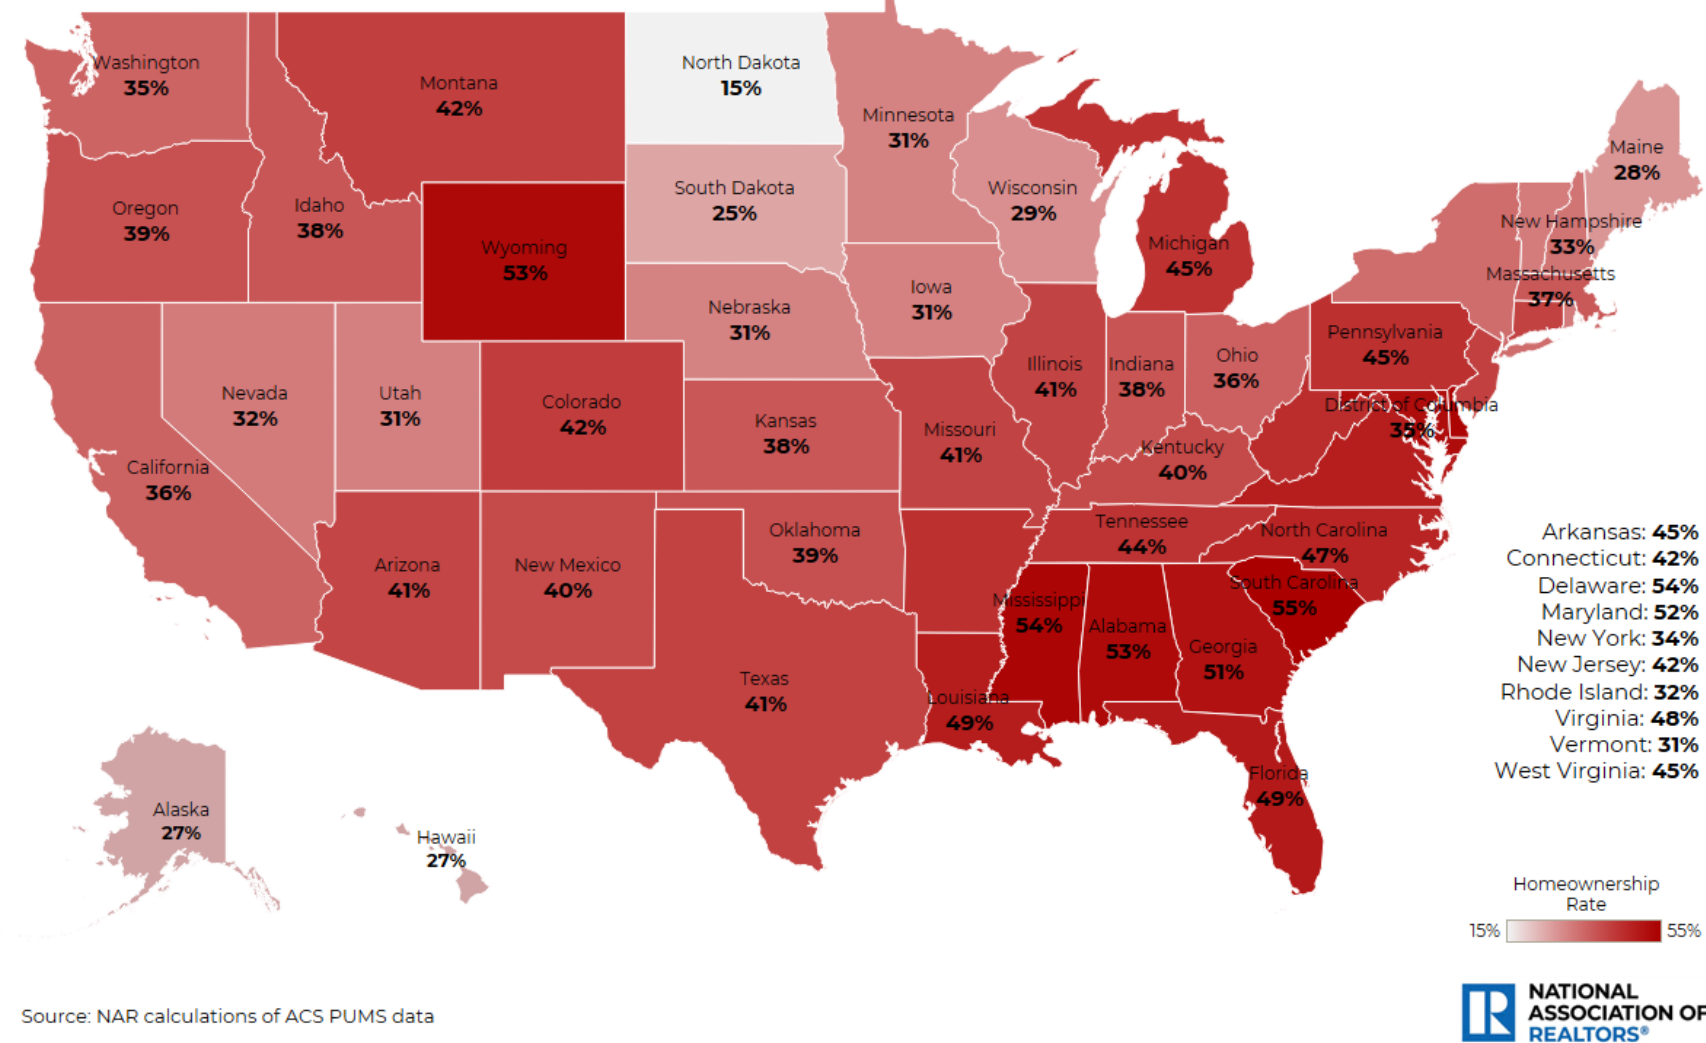 Washington
35%
Montana
42%
North Dakota
15%
Minnesota
31%
Maine
28%
Oregon
39%
Idaho
38%
Wyoming
53%
South Dakota
25%
Wisconsin
29%
Michigan
45%
New Hampshire
33%
Massachusetts
37%
Nebraska
31%
Iowa
31%
Pennsylvania
45%
Nevada
32%
Utah
31%
Colorado
42%
Kansas
38%
Missouri
41%
Illinois
41%
Indiana
38%
Ohio
36%
District of Columbia
35%
California
36%
Kentucky
40%
Arizona
41%
New Mexico
40%
Oklahoma
39%
Tennessee
44%
North Carolina
47%
South Carolina
55%
Mississippi
54%
Alabama
53%
Georgia
51%
Texas
41%
Louisiana
49%
Florida
49%
Alaska
27%
Hawaii
27%
Arkansas: 45%
Connecticut: 42%
Delaware: 54%
Maryland: 52%
New York: 34%
New Jersey: 42%
Rhode Island: 32%
Virginia: 48%
Vermont: 31%
West Virginia: 45%
Homeownership
Rate
15% 55%
Source: NAR calculations of ACS PUMS data
NATIONAL
ASSOCIATION OF
REALTORS®